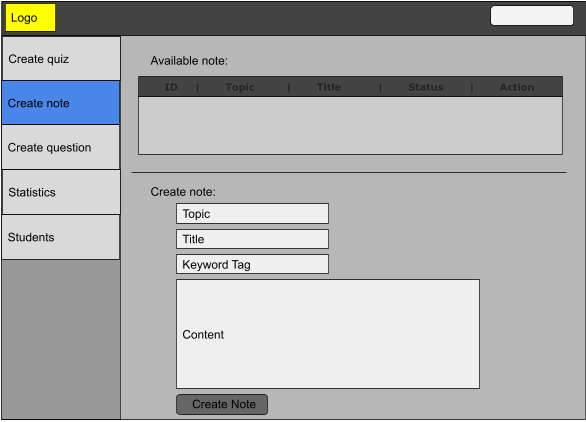 Logo
Create quiz
Create note
Create question
Statistics
Students
Available note:
ID | Topic | Title | Status | Action
Create note:
Topic
Title
Keyword Tag
Content
Create Note